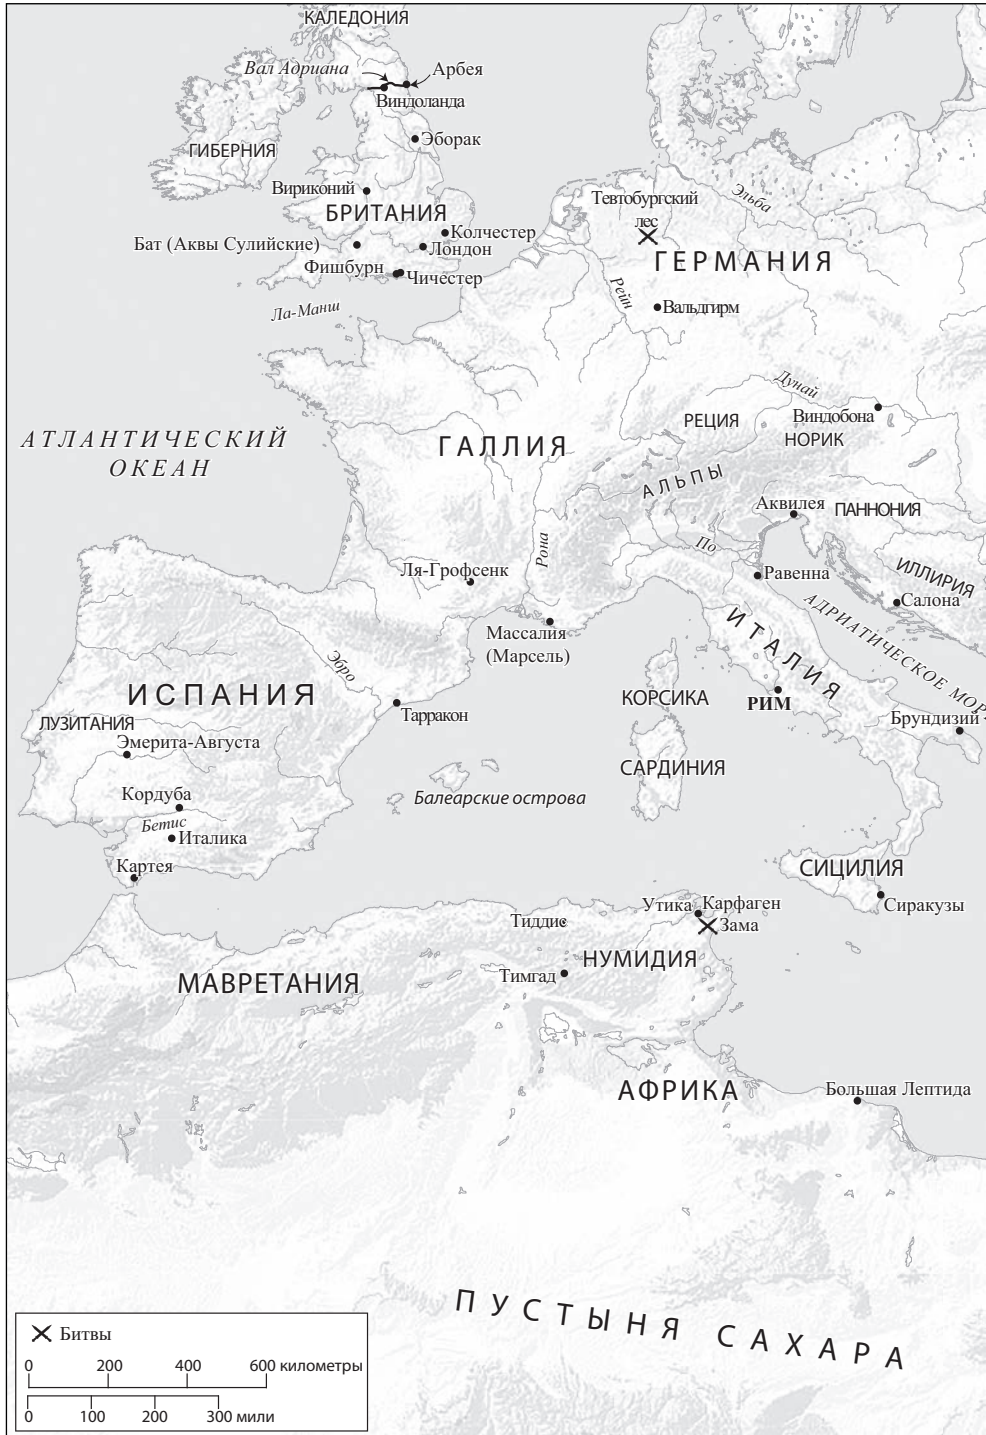 КАЛЕДОНИЯ
Вал Адриана
Арбея
Виндоланда
Эборак
ГИБЕРНИЯ
Вириконий
БРИТАНИЯ
Колчестер
Бат (Аквы Сулийские)
Лондон
Фишбурн
Чичестер
Ла-Манш
Тевтобургский
лес
Эльба
ГЕРМАНИЯ
Рейн
Вальдгирм
Дунай
Виндобона
РЕЦИЯ
НОРИК
АТЛАНТИЧЕСКИЙ
ОКЕАН
ГАЛЛИЯ
АЛЬПЫ
Аквилея
ПАННОНИЯ
По
Рона
Ля-Грофсенк
Равенна
ИЛЛИРИЯ
Салона
АДРИАТИЧЕСКОЕ МОР
Массалия
(Марсель)
ИТАЛИЯ
Эбро
ИСПАНИЯ
КОРСИКА
РИМ
Тарракон
ЛУЗИТАНИЯ
Эмерита-Августа
Брундизий
САРДИНИЯ
Кордуба
Балеарские острова
Бетис
Италика
Картея
СИЦИЛИЯ
Сиракузы
Утика
Карфаген
Зама
Тиддис
НУМИДИЯ
Тимгад
МАВРЕТАНИЯ
АФРИКА
Большая Лептида
ПУСТЫНЯ САХАРА
Битвы
0 200 400 600 километры
0 100 200 300 мили